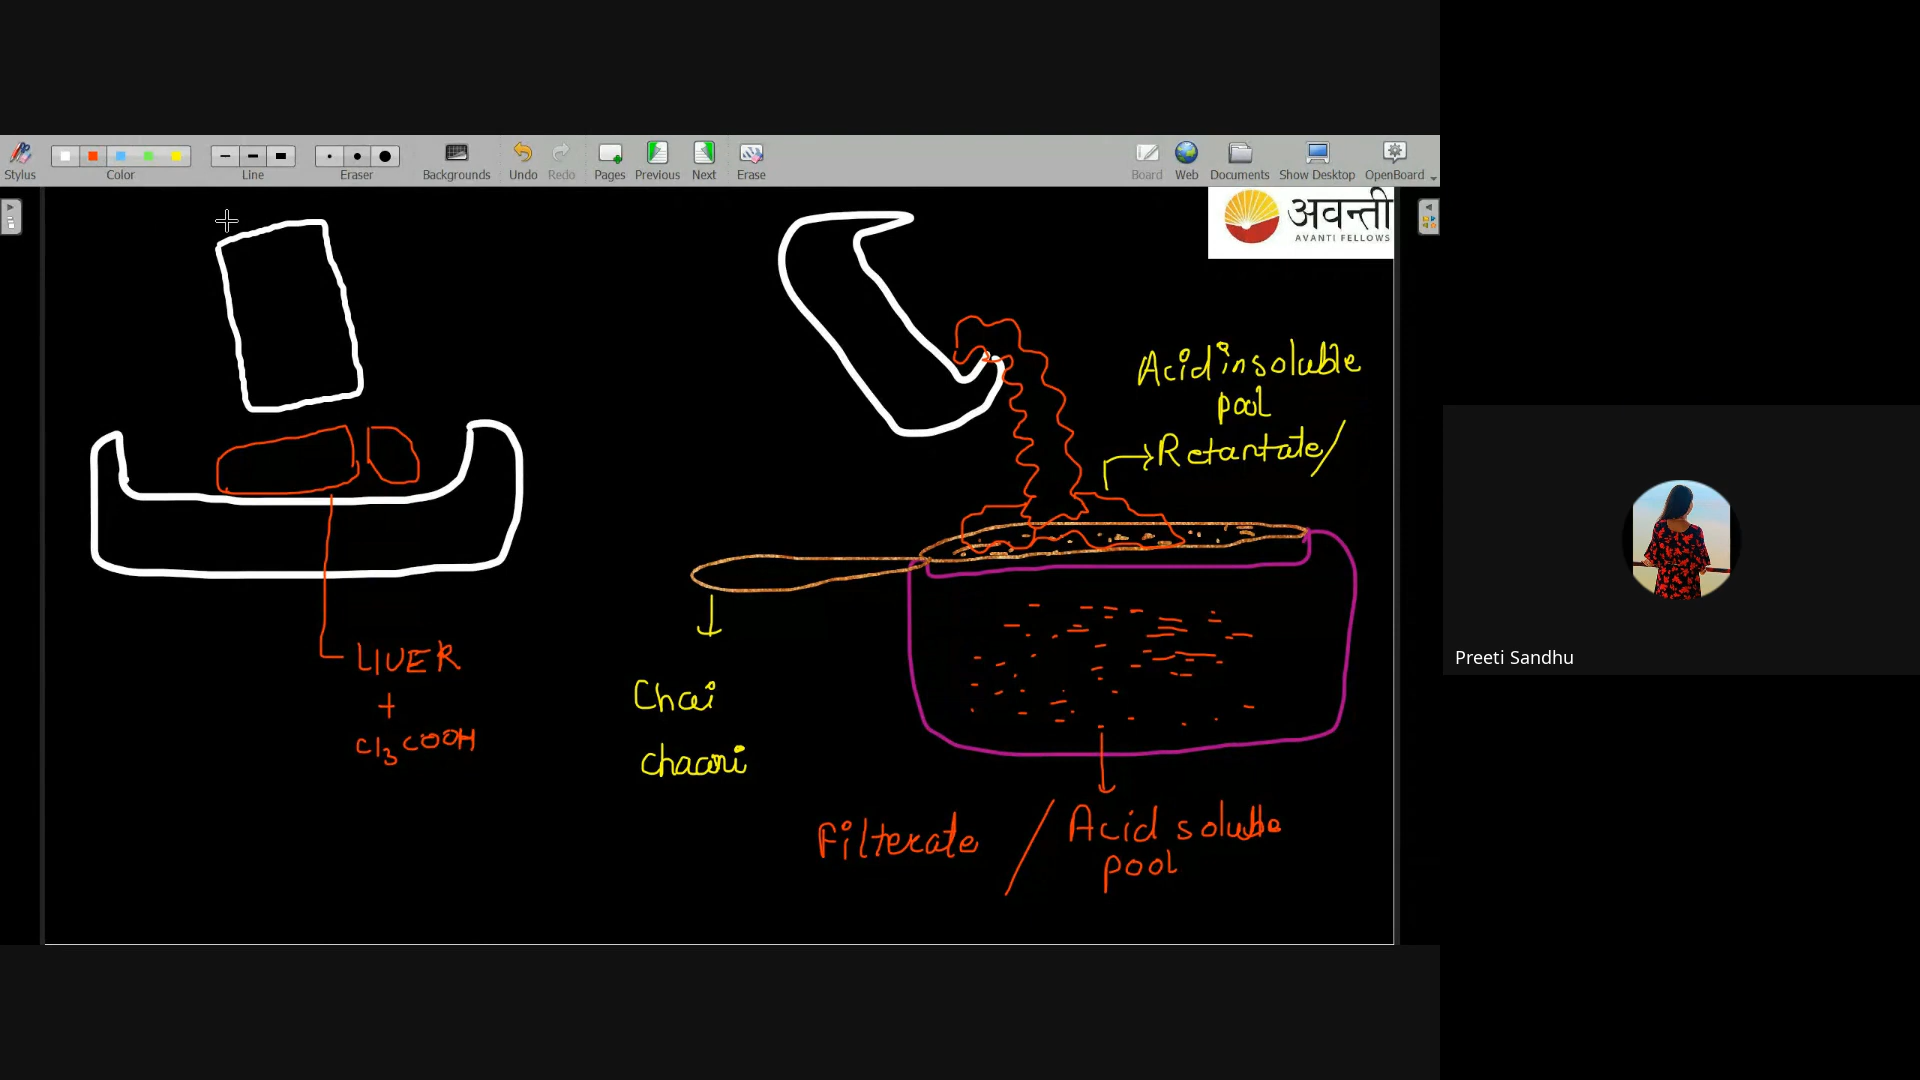 Stylus
Color
Line
Eraser
Backgrounds
Undo
Redo
Pages
Previous
Next
Erase
Board
Web
Documents
Show Desktop
OpenBoard
अवन्ती
AVANTI FELLOWS
Acid insoluble
pool
Retantate/
LIVER
+
Cl3COOH
Chai
Filterate / Acid soluble
pool
Preeti Sandhu